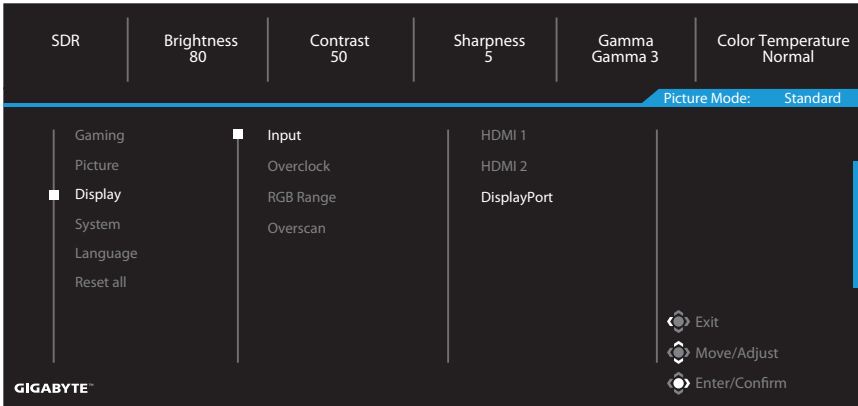 SDR
Brightness
80
Contrast
50
Sharpness
5
Gamma
Gamma 3
Color Temperature
Normal
Picture Mode: Standard
Gaming
Picture
Display
System
Language
Reset all
Input
Overclock
RGB Range
Overscan
HDMI 1
HDMI 2
DisplayPort
Exit
Move/Adjust
Enter/Confirm
GIGABYTE™